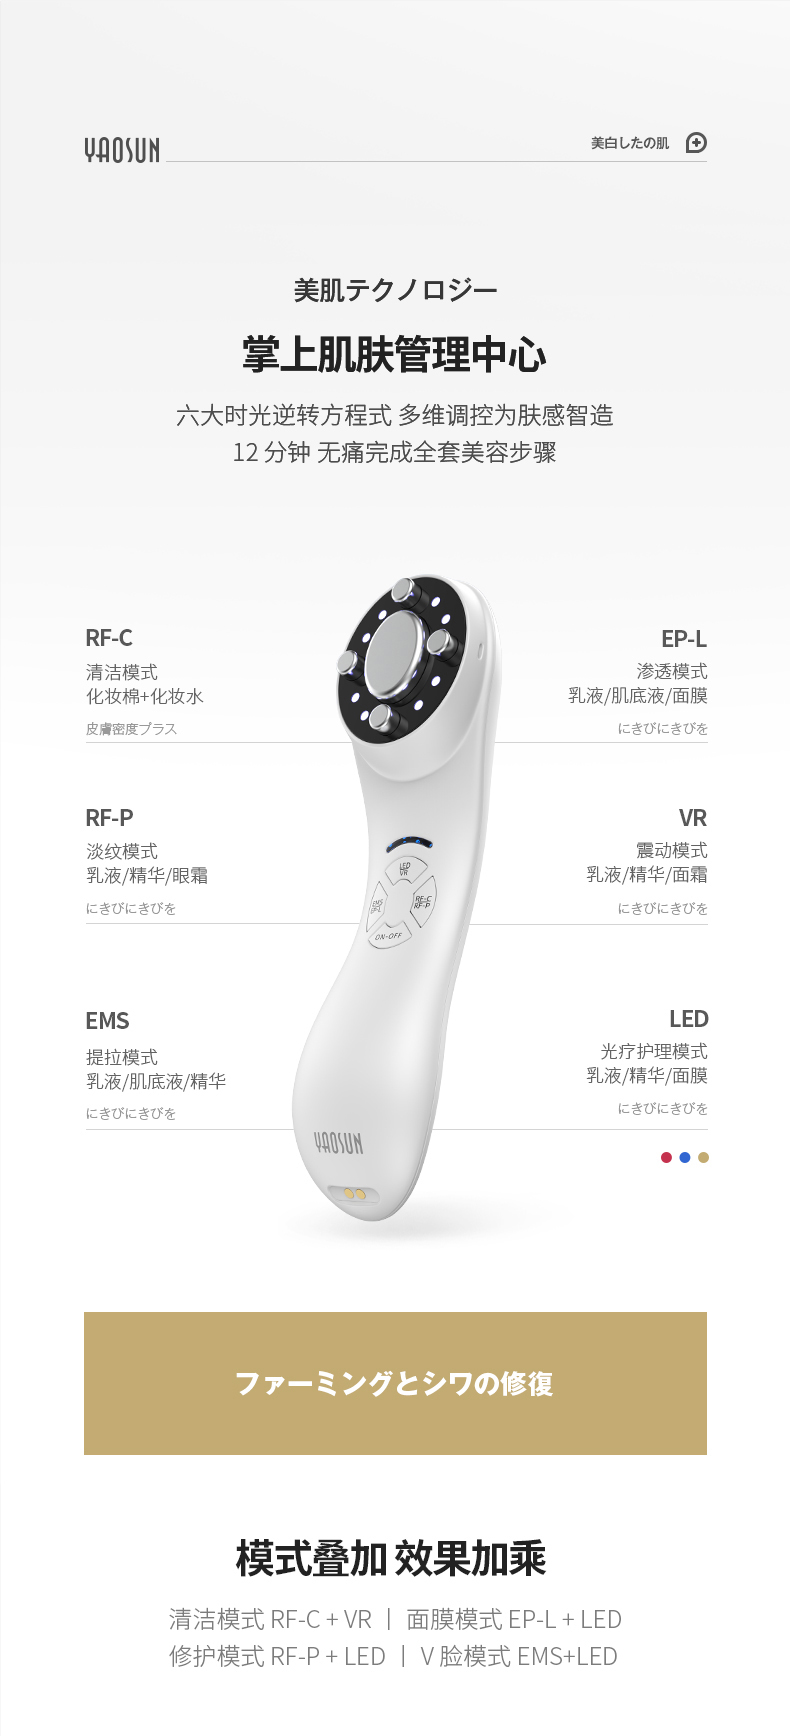 YAOSUN
美白したの肌
美肌テクノロジー
掌上肌肤管理中心
六大时光逆转方程式 多维调控为肤感智造
12 分钟 无痛完成全套美容步骤
RF-C
清洁模式
化妆棉+化妆水
皮膚密度プラス
EP-L
渗透模式
乳液/肌底液/面膜
にきびにきびを
RF-P
淡纹模式
乳液/精华/眼霜
にきびにきびを
VR
震动模式
乳液/精华/面霜
にきびにきびを
LED
VR
EMS
EP-L
RF-C
RF-P
ON-OFF
EMS
提拉模式
乳液/肌底液/精华
にきびにきびを
LED
光疗护理模式
乳液/精华/面膜
にきびにきびを
YAOSUN
ファーミングとシワの修復
模式叠加 效果加乘
清洁模式 RF-C + VR 丨 面膜模式 EP-L + LED
修护模式 RF-P + LED 丨 V 脸模式 EMS+LED